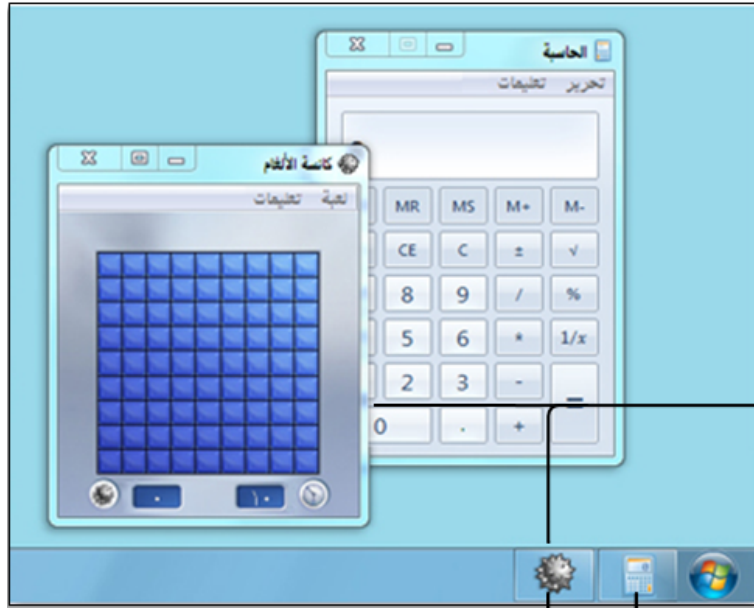 الحاسبة
تحرير تعليمات
MR MS M+ M-
CE C ± √
8 9 / %
5 6 * 1/x
2 3 -
0 . +
كانسة الألغام
لعبة تعليمات
٠ ١٠